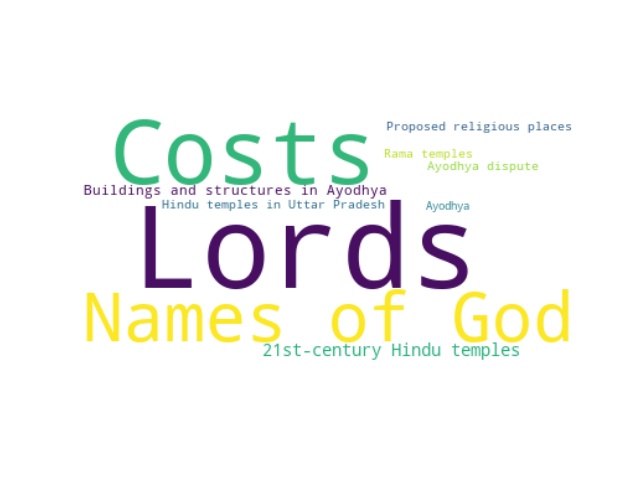 Costs
Proposed religious places
Rama temples
Ayodhya dispute
Buildings and structures in Ayodhya
Hindu temples in Uttar Pradesh
Ayodhya
Lords
Names of God
21st-century Hindu temples